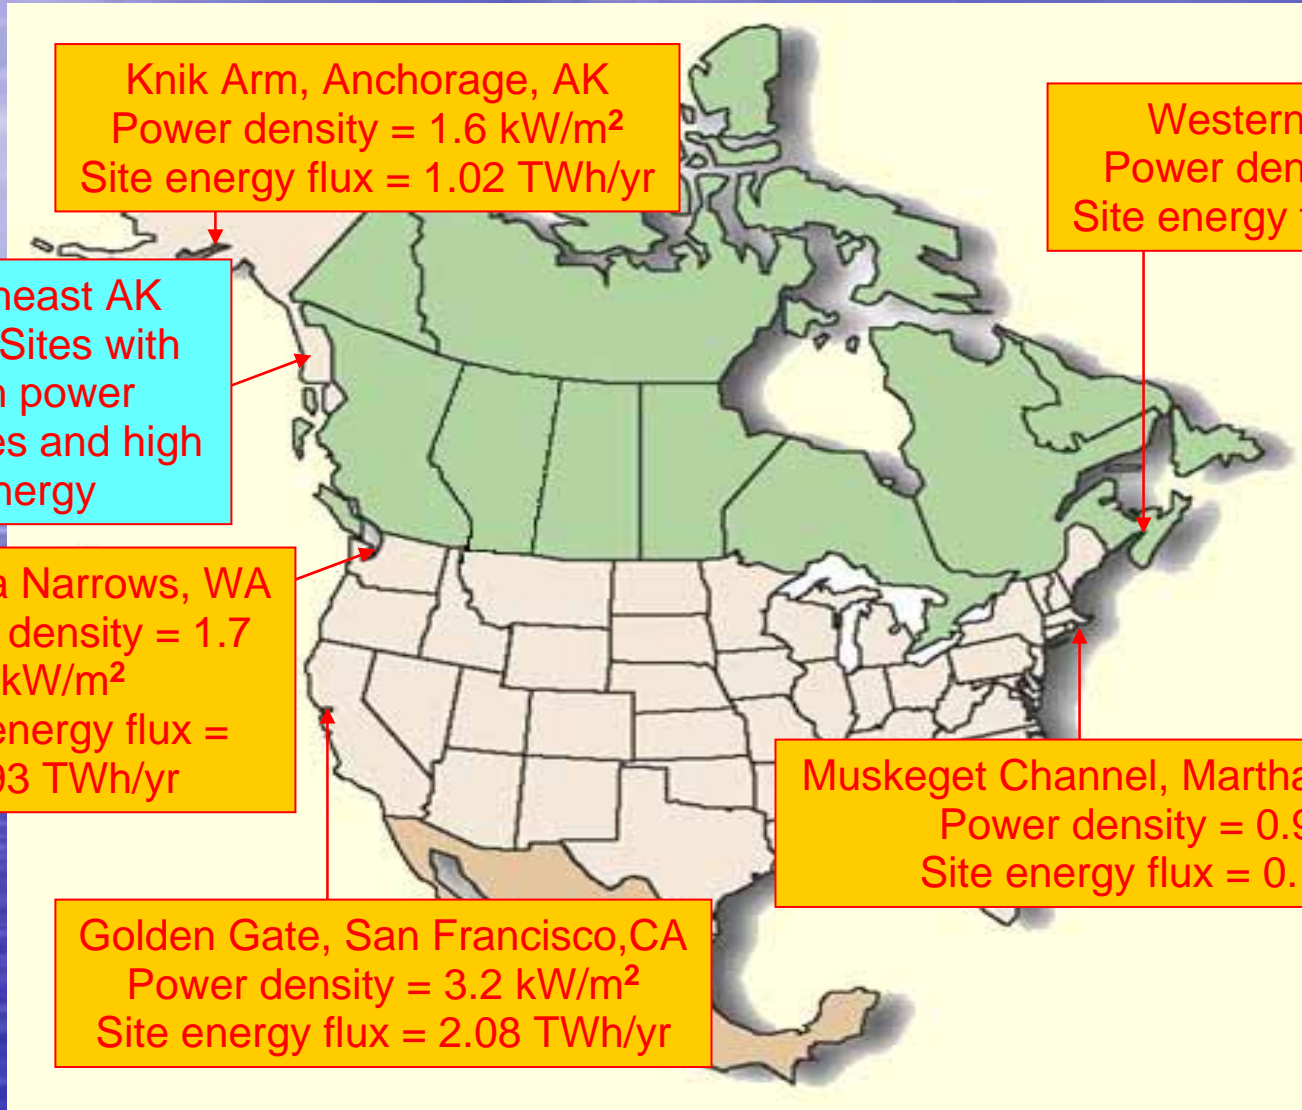 Knik Arm, Anchorage, AK
Power density = 1.6 kW/m²
Site energy flux = 1.02 TWh/yr
Western
Power den
Site energy
heast AK
Sites with
power
es and high
nergy
a Narrows, WA
density = 1.7
kW/m²
energy flux =
93 TWh/yr
Muskeget Channel, Martha
Power density = 0.9
Site energy flux = 0.
Golden Gate, San Francisco,CA
Power density = 3.2 kW/m²
Site energy flux = 2.08 TWh/yr